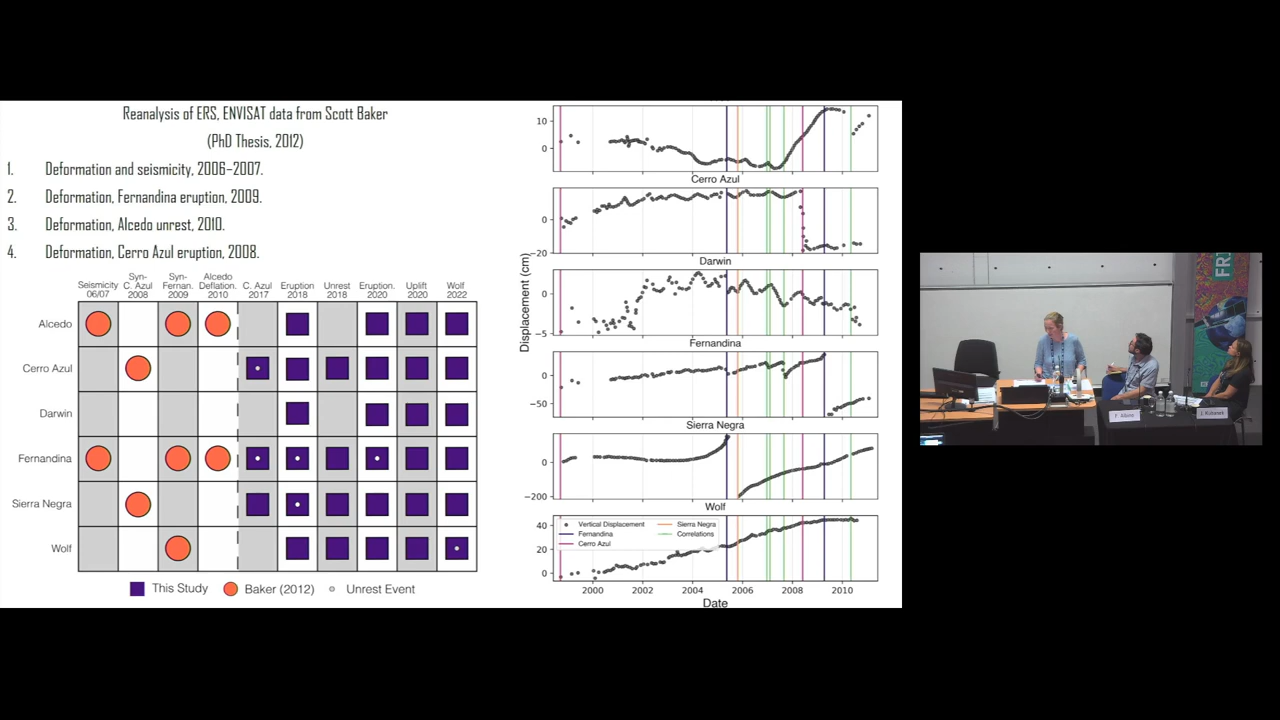 Reanalysis of ERS, ENVISAT data from Scott Baker
(PhD Thesis, 2012)
1. Deformation and seismicity, 2006-2007.
2. Deformation, Fernandina eruption, 2009.
3. Deformation, Alcedo unrest, 2010.
4. Deformation, Cerro Azul eruption, 2008.
Seismicity 06/07
Syn- C. Azul 2008
Syn- Fernan. 2009
Alcedo Deflation. 2010
C. Azul 2017
Eruption 2018
Unrest 2018
Eruption. 2020
Uplift 2020
Wolf 2022
Alcedo
Cerro Azul
Darwin
Fernandina
Sierra Negra
Wolf
This Study
Baker (2012)
Unrest Event
Displacement (cm)
10
0
Cerro Azul
0
−20
Darwin
0
−5
Fernandina
0
−50
Sierra Negra
0
−200
Wolf
40
20
0
Vertical Displacement
Fernandina
Cerro Azul
Sierra Negra
Correlations
2000 2002 2004 2006 2008 2010
Date